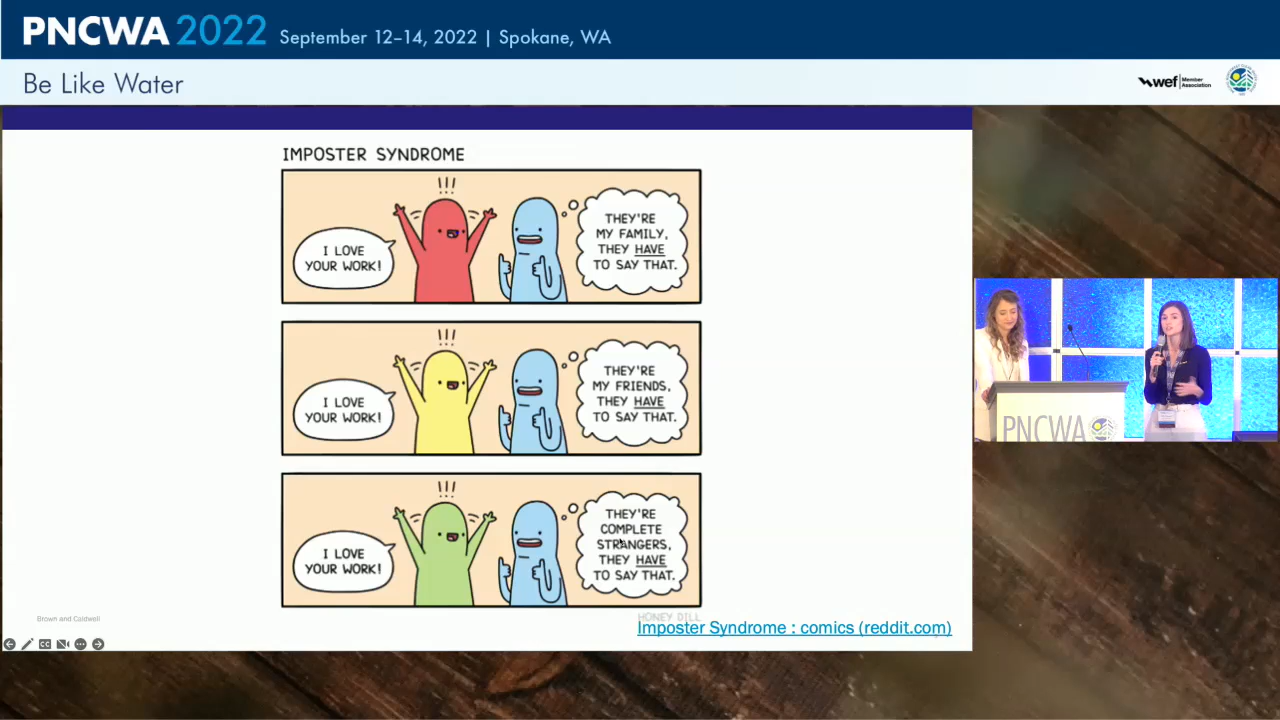 PNCWA 2022 September 12–14, 2022 | Spokane, WA
Be Like Water
wef Member Association
IMPOSTER SYNDROME
I LOVE
YOUR WORK!
!!!
THEY'RE
MY FAMILY,
THEY HAVE
TO SAY THAT.
I LOVE
YOUR WORK!
!!!
THEY'RE
MY FRIENDS,
THEY HAVE
TO SAY THAT.
I LOVE
YOUR WORK!
!!!
THEY'RE
COMPLETE
STRANGERS,
THEY HAVE
TO SAY THAT.
HONEY DILL
Brown and Caldwell
Imposter Syndrome : comics (reddit.com)
CC
PNCWA